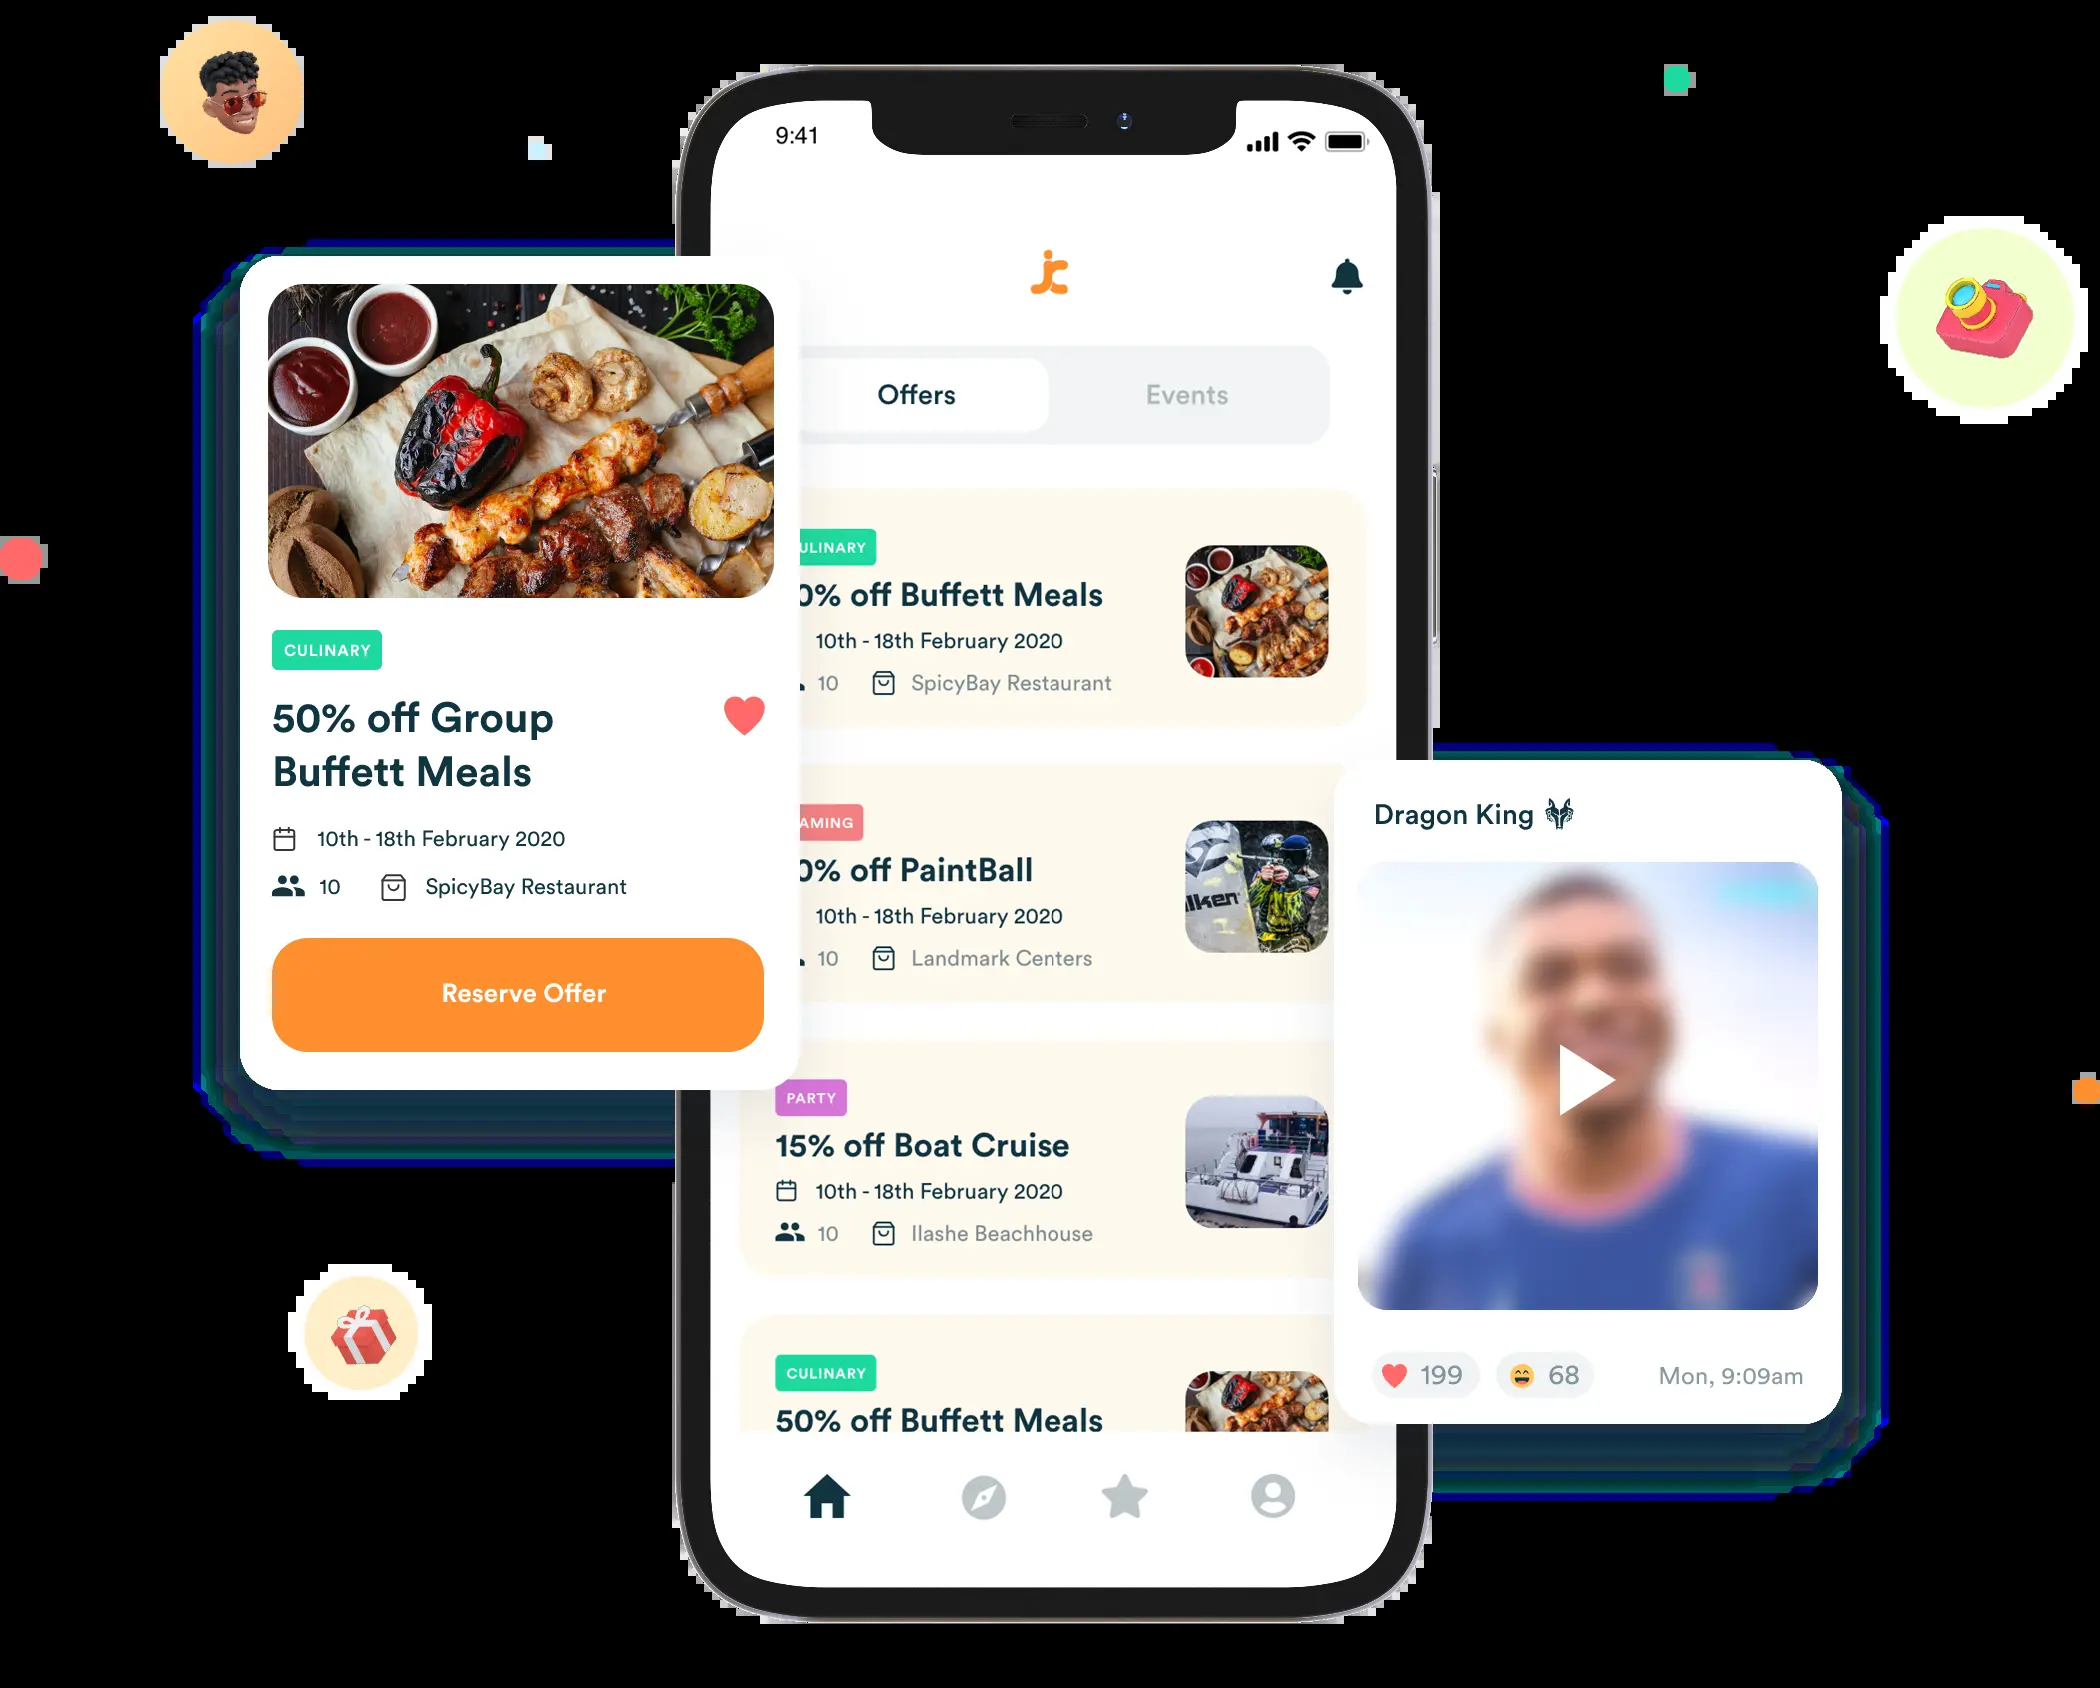 9:41
Offers
Events
CULINARY
50% off Group
Buffett Meals
10th - 18th February 2020
10
SpicyBay Restaurant
Reserve Offer
ULINARY
0% off Buffett Meals
10th - 18th February 2020
10
SpicyBay Restaurant
AMING
0% off PaintBall
10th - 18th February 2020
10
Landmark Centers
PARTY
15% off Boat Cruise
10th - 18th February 2020
10
Ilashe Beachhouse
CULINARY
50% off Buffett Meals
Dragon King
199
68
Mon, 9:09am